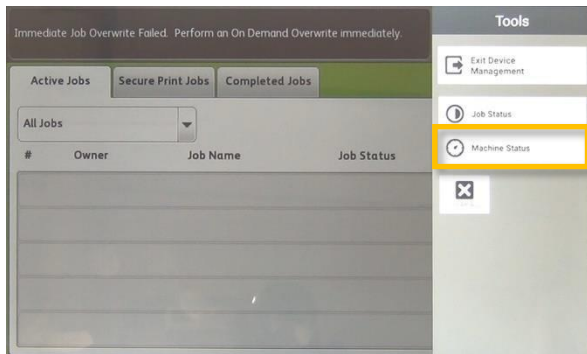 Immediate Job Overwrite Failed. Perform an On Demand Overwrite immediately.
Active Jobs
Secure Print Jobs
Completed Jobs
All Jobs
# Owner Job Name Job Status
Tools
Exit Device
Management
Job Status
Machine Status